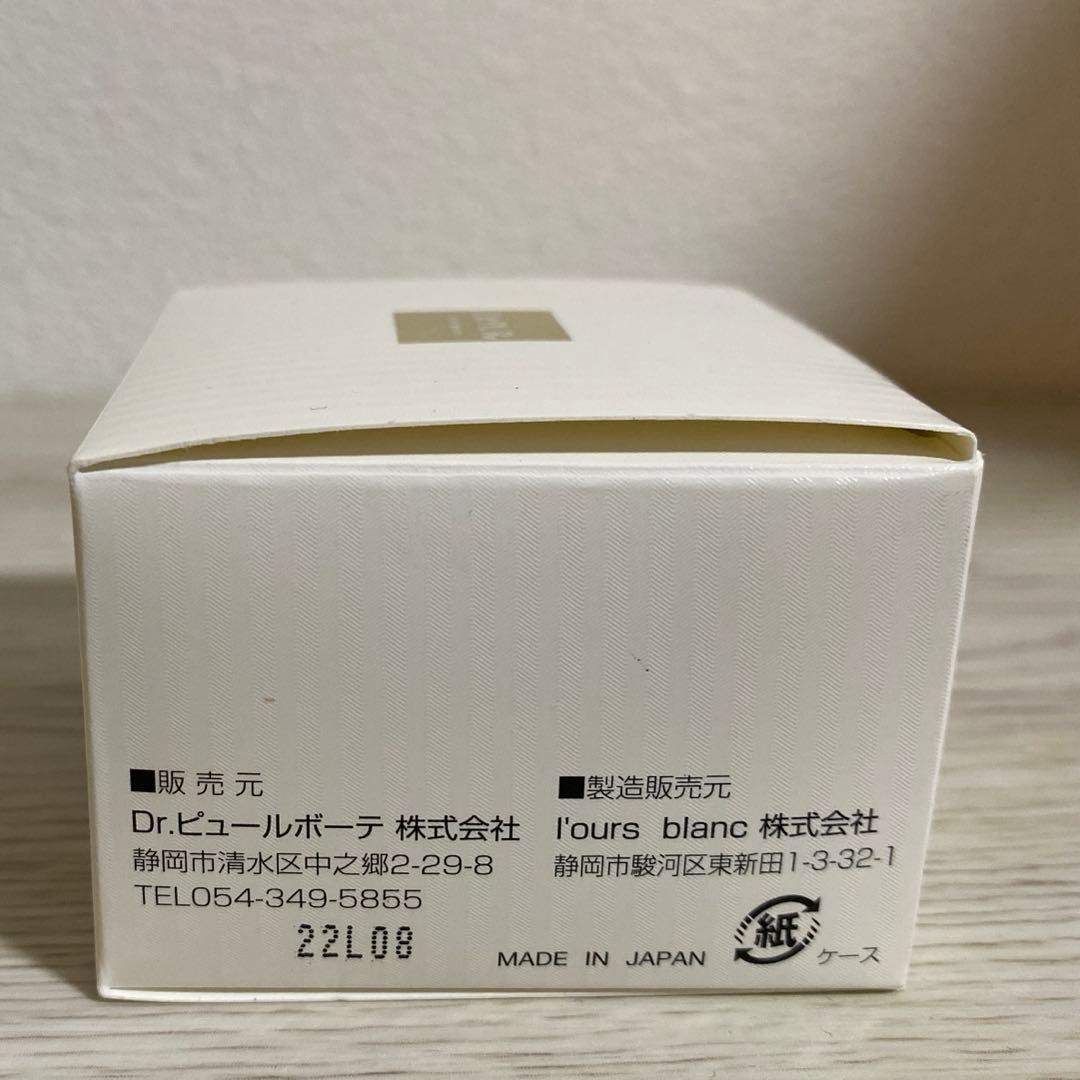 ■販売元
Dr.ピュールボーテ 株式会社
静岡市清水区中之郷2-29-8
TEL054-349-5855
22L08
■製造販売元
l'ours blanc 株式会社
静岡市駿河区東新田1-3-32-1
MADE IN JAPAN
紙
ケース